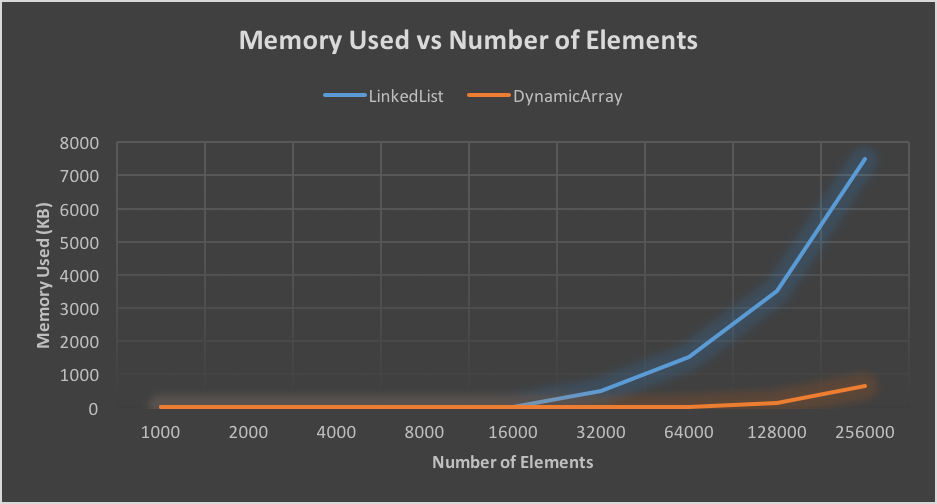 Memory Used vs Number of Elements
LinkedList DynamicArray
8000
7000
6000
5000
4000
3000
2000
1000
0
Memory Used (KB)
1000 2000 4000 8000 16000 32000 64000 128000 256000
Number of Elements